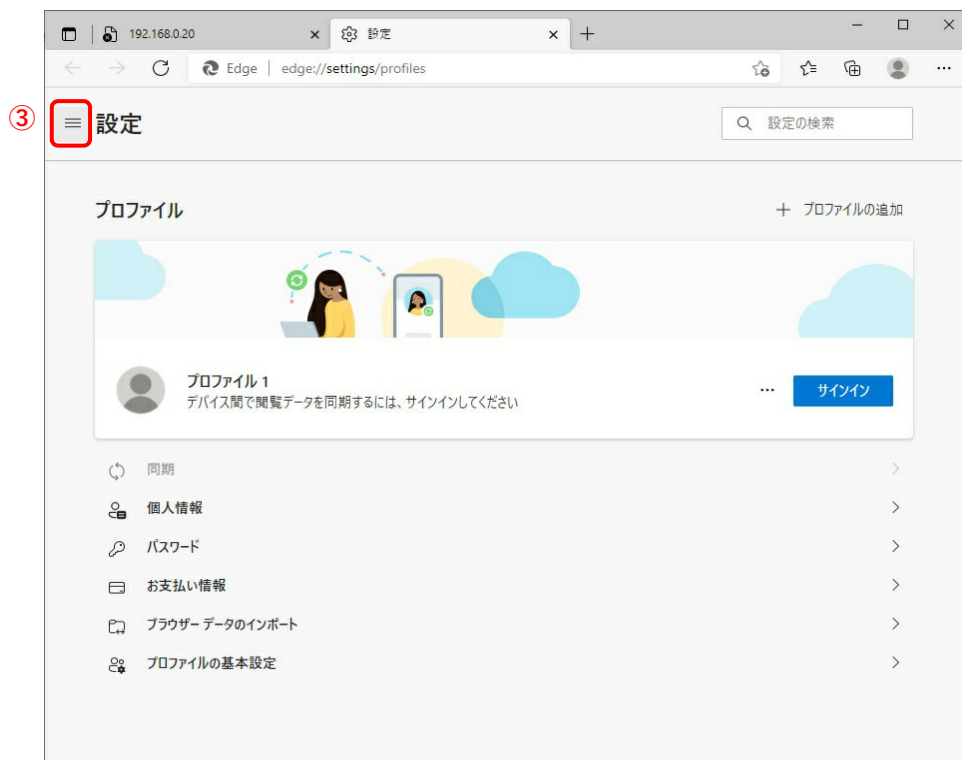 192.168.0.20
設定
Edge | edge://settings/profiles
③
設定
設定の検索
プロファイル
プロファイルの追加
プロファイル 1
デバイス間で閲覧データを同期するには、サインインしてください
サインイン
同期
個人情報
パスワード
お支払い情報
ブラウザー データのインポート
プロファイルの基本設定